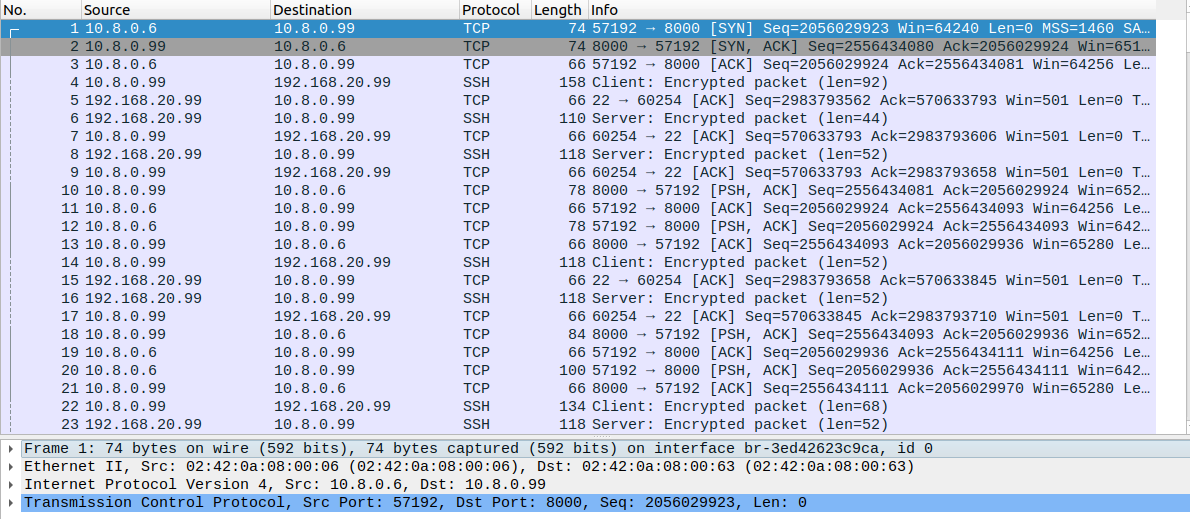 No. Source Destination Protocol Length Info
1 10.8.0.6 10.8.0.99 TCP 74 57192 → 8000 [SYN] Seq=2056029923 Win=64240 Len=0 MSS=1460 SA…
2 10.8.0.99 10.8.0.6 TCP 74 8000 → 57192 [SYN, ACK] Seq=2556434080 Ack=2056029924 Win=651…
3 10.8.0.6 10.8.0.99 TCP 66 57192 → 8000 [ACK] Seq=2056029924 Ack=2556434081 Win=64256 Le…
4 10.8.0.99 192.168.20.99 SSH 158 Client: Encrypted packet (len=92)
5 192.168.20.99 10.8.0.99 TCP 66 22 → 60254 [ACK] Seq=2983793562 Ack=570633793 Win=501 Len=0 T…
6 192.168.20.99 10.8.0.99 SSH 110 Server: Encrypted packet (len=44)
7 10.8.0.99 192.168.20.99 TCP 66 60254 → 22 [ACK] Seq=570633793 Ack=2983793606 Win=501 Len=0 T…
8 192.168.20.99 10.8.0.99 SSH 118 Server: Encrypted packet (len=52)
9 10.8.0.99 192.168.20.99 TCP 66 60254 → 22 [ACK] Seq=570633793 Ack=2983793658 Win=501 Len=0 T…
10 10.8.0.99 10.8.0.6 TCP 78 8000 → 57192 [PSH, ACK] Seq=2556434081 Ack=2056029924 Win=652…
11 10.8.0.6 10.8.0.99 TCP 66 57192 → 8000 [ACK] Seq=2056029924 Ack=2556434093 Win=64256 Le…
12 10.8.0.6 10.8.0.99 TCP 78 57192 → 8000 [PSH, ACK] Seq=2056029924 Ack=2556434093 Win=642…
13 10.8.0.99 10.8.0.6 TCP 66 8000 → 57192 [ACK] Seq=2556434093 Ack=2056029936 Win=65280 Le…
14 10.8.0.99 192.168.20.99 SSH 118 Client: Encrypted packet (len=52)
15 192.168.20.99 10.8.0.99 TCP 66 22 → 60254 [ACK] Seq=2983793658 Ack=570633845 Win=501 Len=0 T…
16 192.168.20.99 10.8.0.99 SSH 118 Server: Encrypted packet (len=52)
17 10.8.0.99 192.168.20.99 TCP 66 60254 → 22 [ACK] Seq=570633845 Ack=2983793710 Win=501 Len=0 T…
18 10.8.0.99 10.8.0.6 TCP 84 8000 → 57192 [PSH, ACK] Seq=2556434093 Ack=2056029936 Win=652…
19 10.8.0.6 10.8.0.99 TCP 66 57192 → 8000 [ACK] Seq=2056029936 Ack=2556434111 Win=64256 Le…
20 10.8.0.6 10.8.0.99 TCP 100 57192 → 8000 [PSH, ACK] Seq=2056029936 Ack=2556434111 Win=642…
21 10.8.0.99 10.8.0.6 TCP 66 8000 → 57192 [ACK] Seq=2556434111 Ack=2056029970 Win=65280 Le…
22 10.8.0.99 192.168.20.99 SSH 134 Client: Encrypted packet (len=68)
23 192.168.20.99 10.8.0.99 SSH 118 Server: Encrypted packet (len=52)
Frame 1: 74 bytes on wire (592 bits), 74 bytes captured (592 bits) on interface br-3ed42623c9ca, id 0
Ethernet II, Src: 02:42:0a:08:00:06 (02:42:0a:08:00:06), Dst: 02:42:0a:08:00:63 (02:42:0a:08:00:63)
Internet Protocol Version 4, Src: 10.8.0.6, Dst: 10.8.0.99
Transmission Control Protocol, Src Port: 57192, Dst Port: 8000, Seq: 2056029923, Len: 0